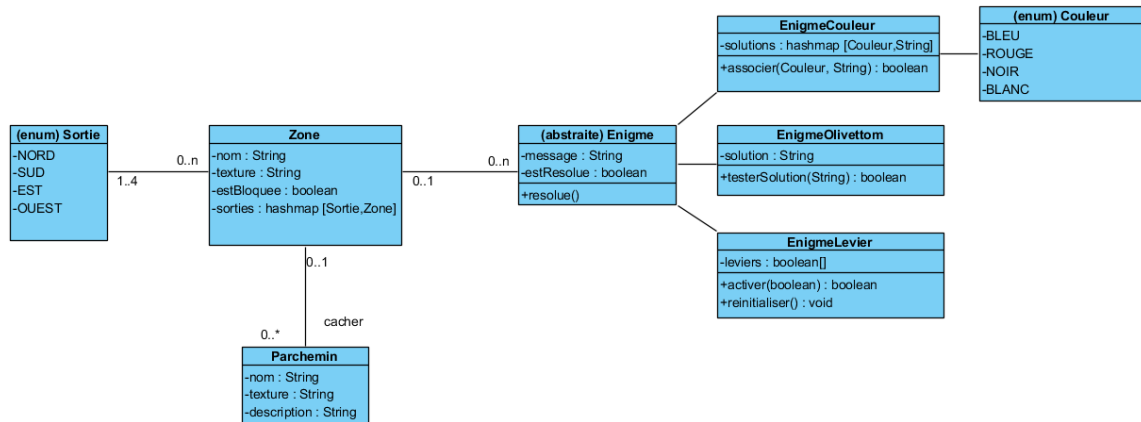 EnigmeCouleur
-solutions : hashmap [Couleur,String]
+associer(Couleur, String) : boolean
(enum) Couleur
-BLEU
-ROUGE
-NOIR
-BLANC
(enum) Sortie
-NORD
-SUD
-EST
-OUEST
1..4
0..n
Zone
-nom : String
-texture : String
-estBloquee : boolean
-sorties : hashmap [Sortie,Zone]
0..1
0..n
(abstraite) Enigme
-message : String
-estResolue : boolean
+resolue()
EnigmeOlivettom
-solution : String
+testerSolution(String) : boolean
EnigmeLevier
-leviers : boolean[]
+activer(boolean) : boolean
+reinitialiser() : void
0..1
cacher
0..*
Parchemin
-nom : String
-texture : String
-description : String